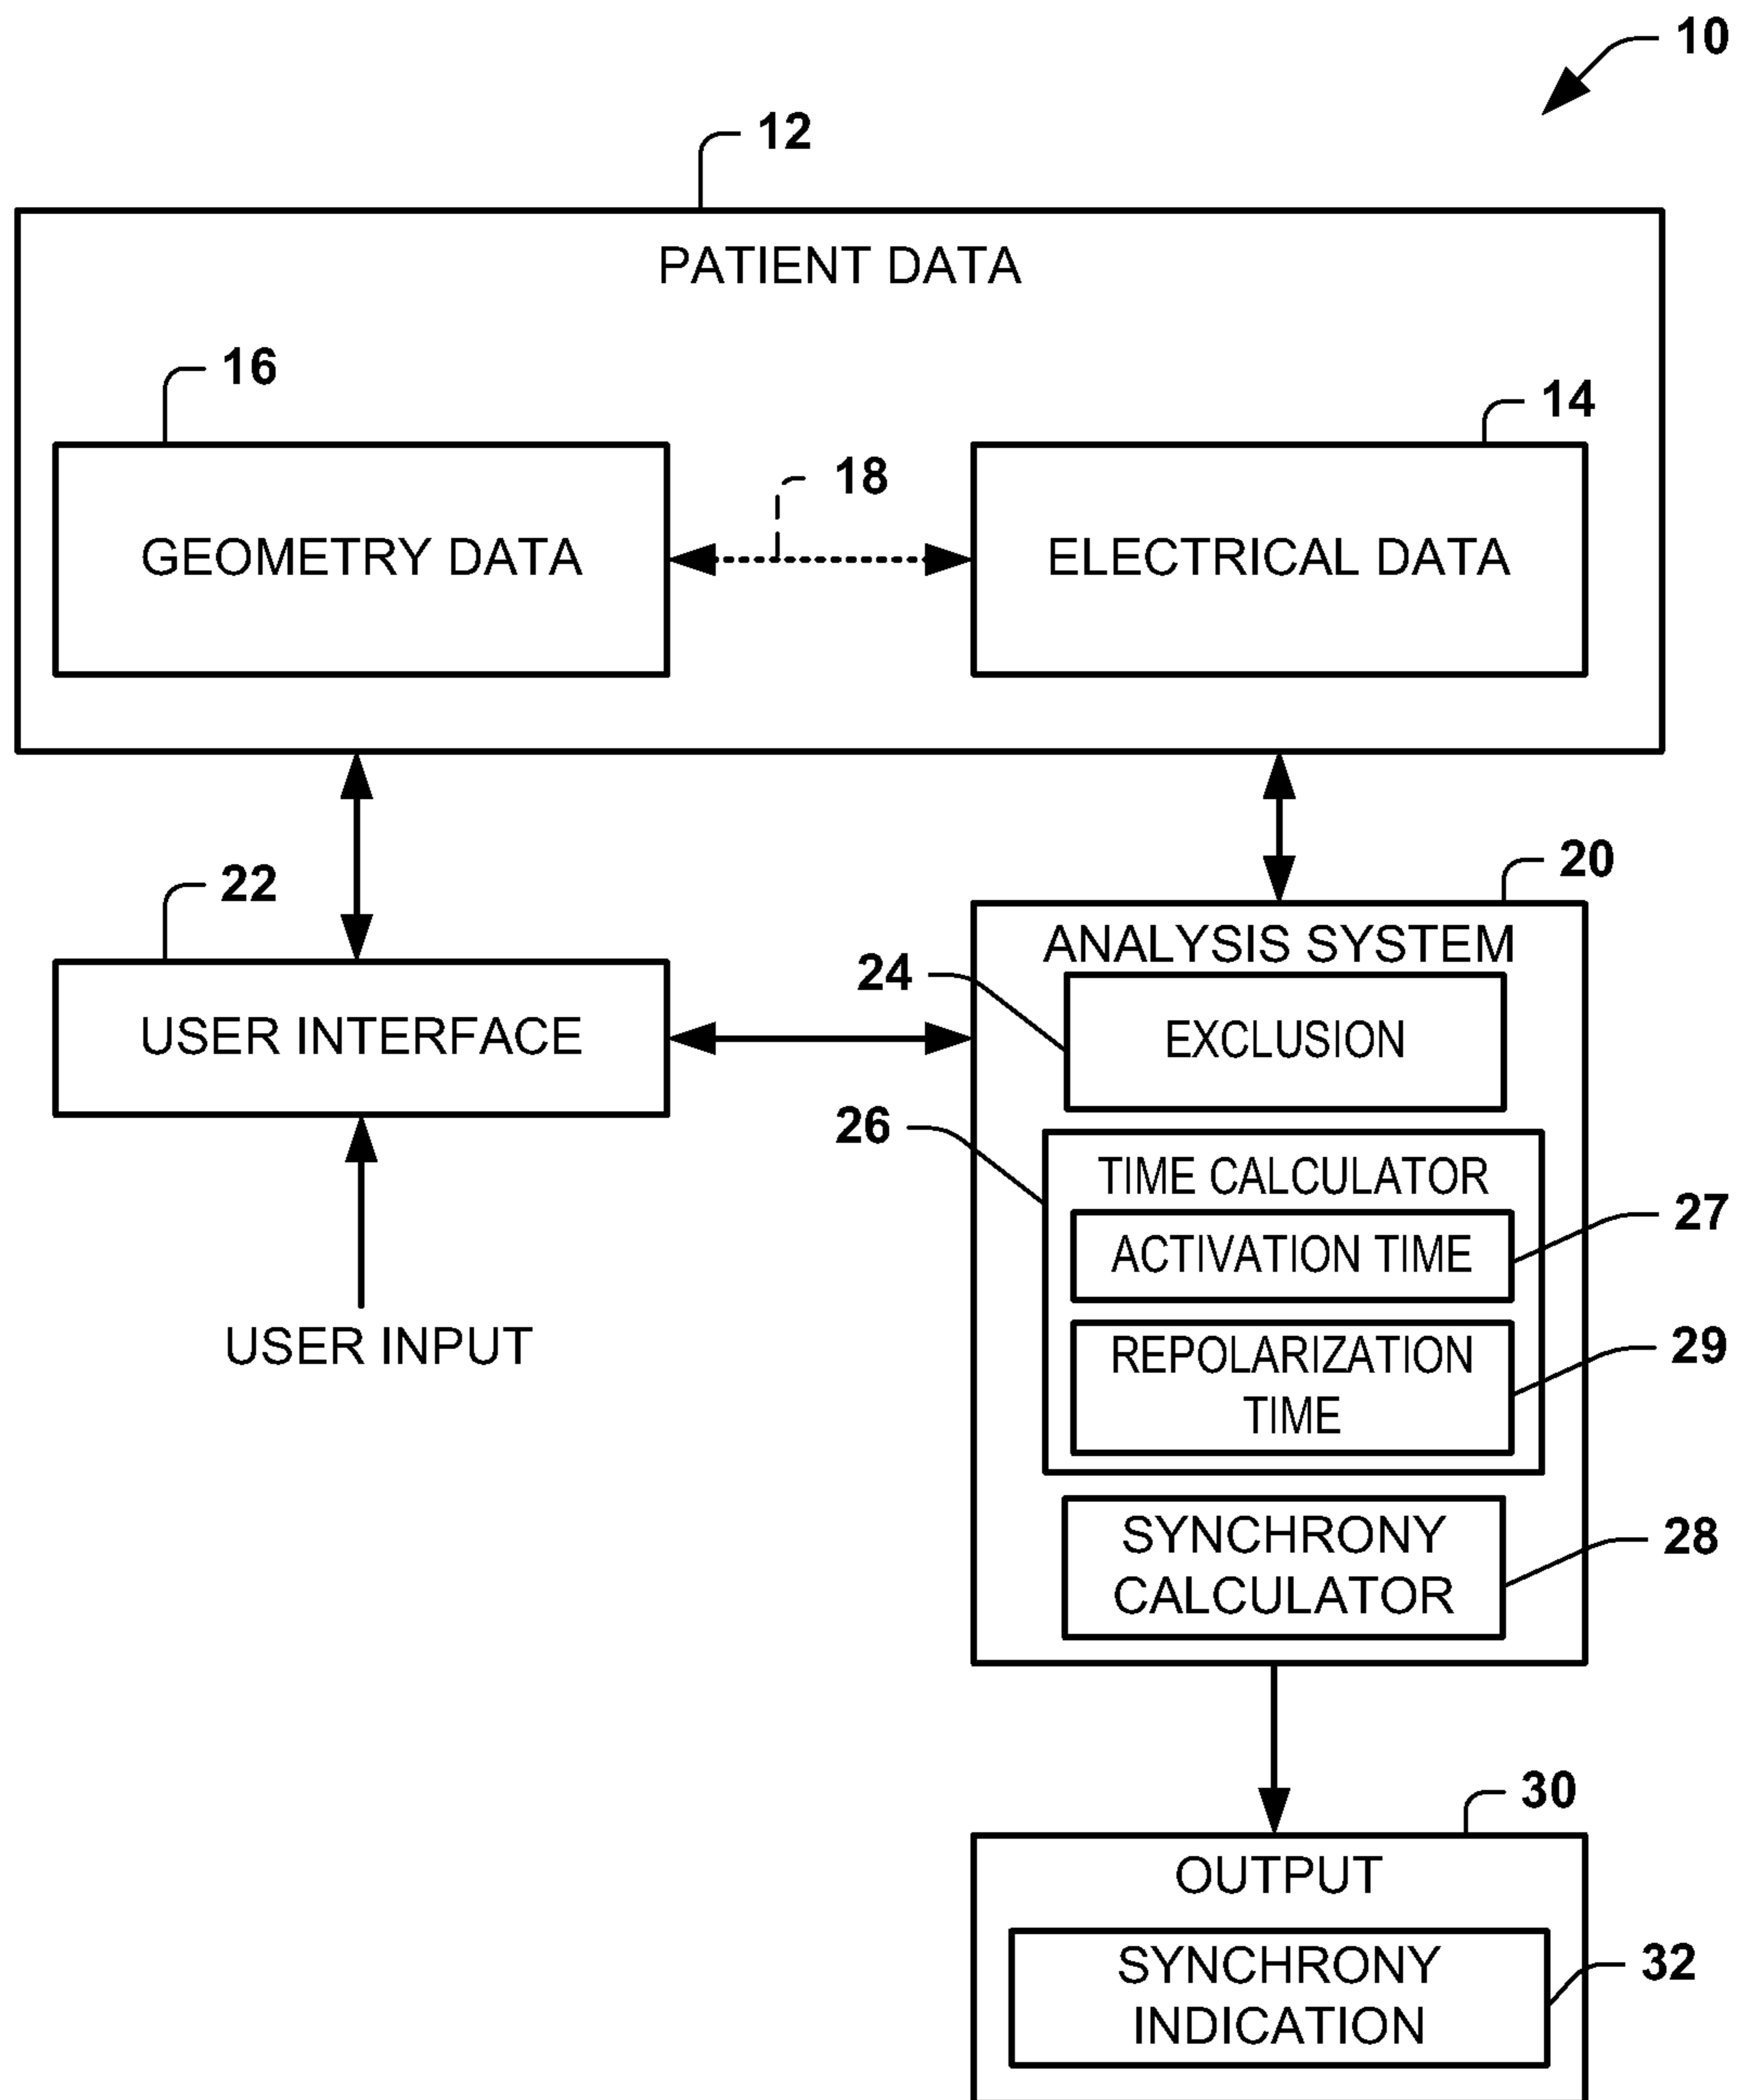 10
12
PATIENT DATA
16
14
18
GEOMETRY DATA
ELECTRICAL DATA
22
20
ANALYSIS SYSTEM
24
EXCLUSION
USER INTERFACE
26
TIME CALCULATOR
27
ACTIVATION TIME
USER INPUT
29
REPOLARIZATION
TIME
28
SYNCHRONY
CALCULATOR
30
OUTPUT
32
SYNCHRONY
INDICATION